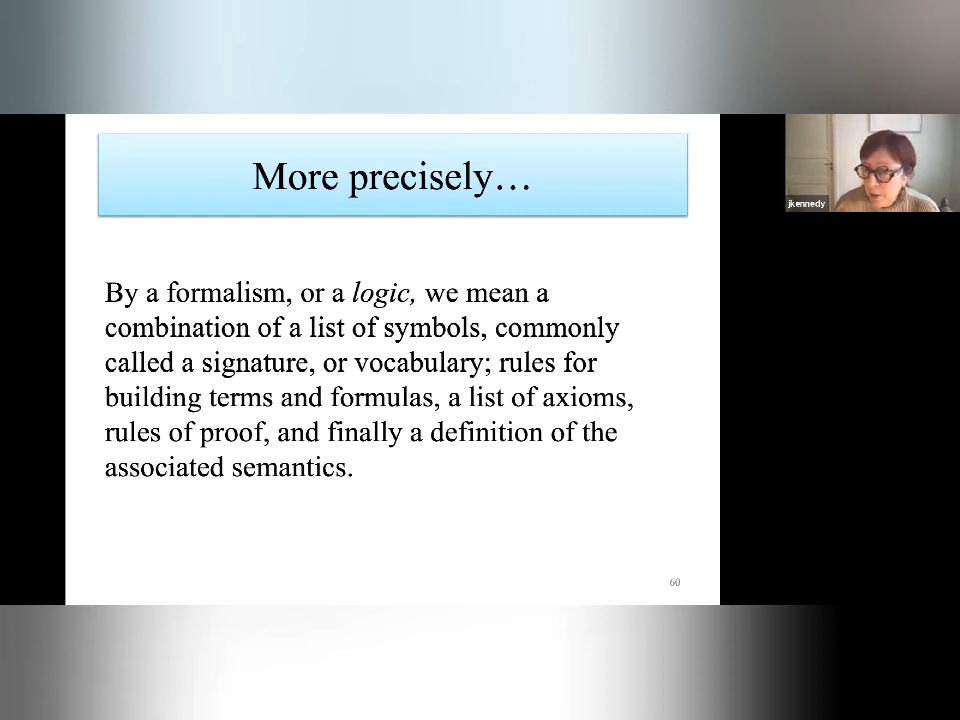 More precisely…
jkennedy
By a formalism, or a logic, we mean a
combination of a list of symbols, commonly
called a signature, or vocabulary; rules for
building terms and formulas, a list of axioms,
rules of proof, and finally a definition of the
associated semantics.
60